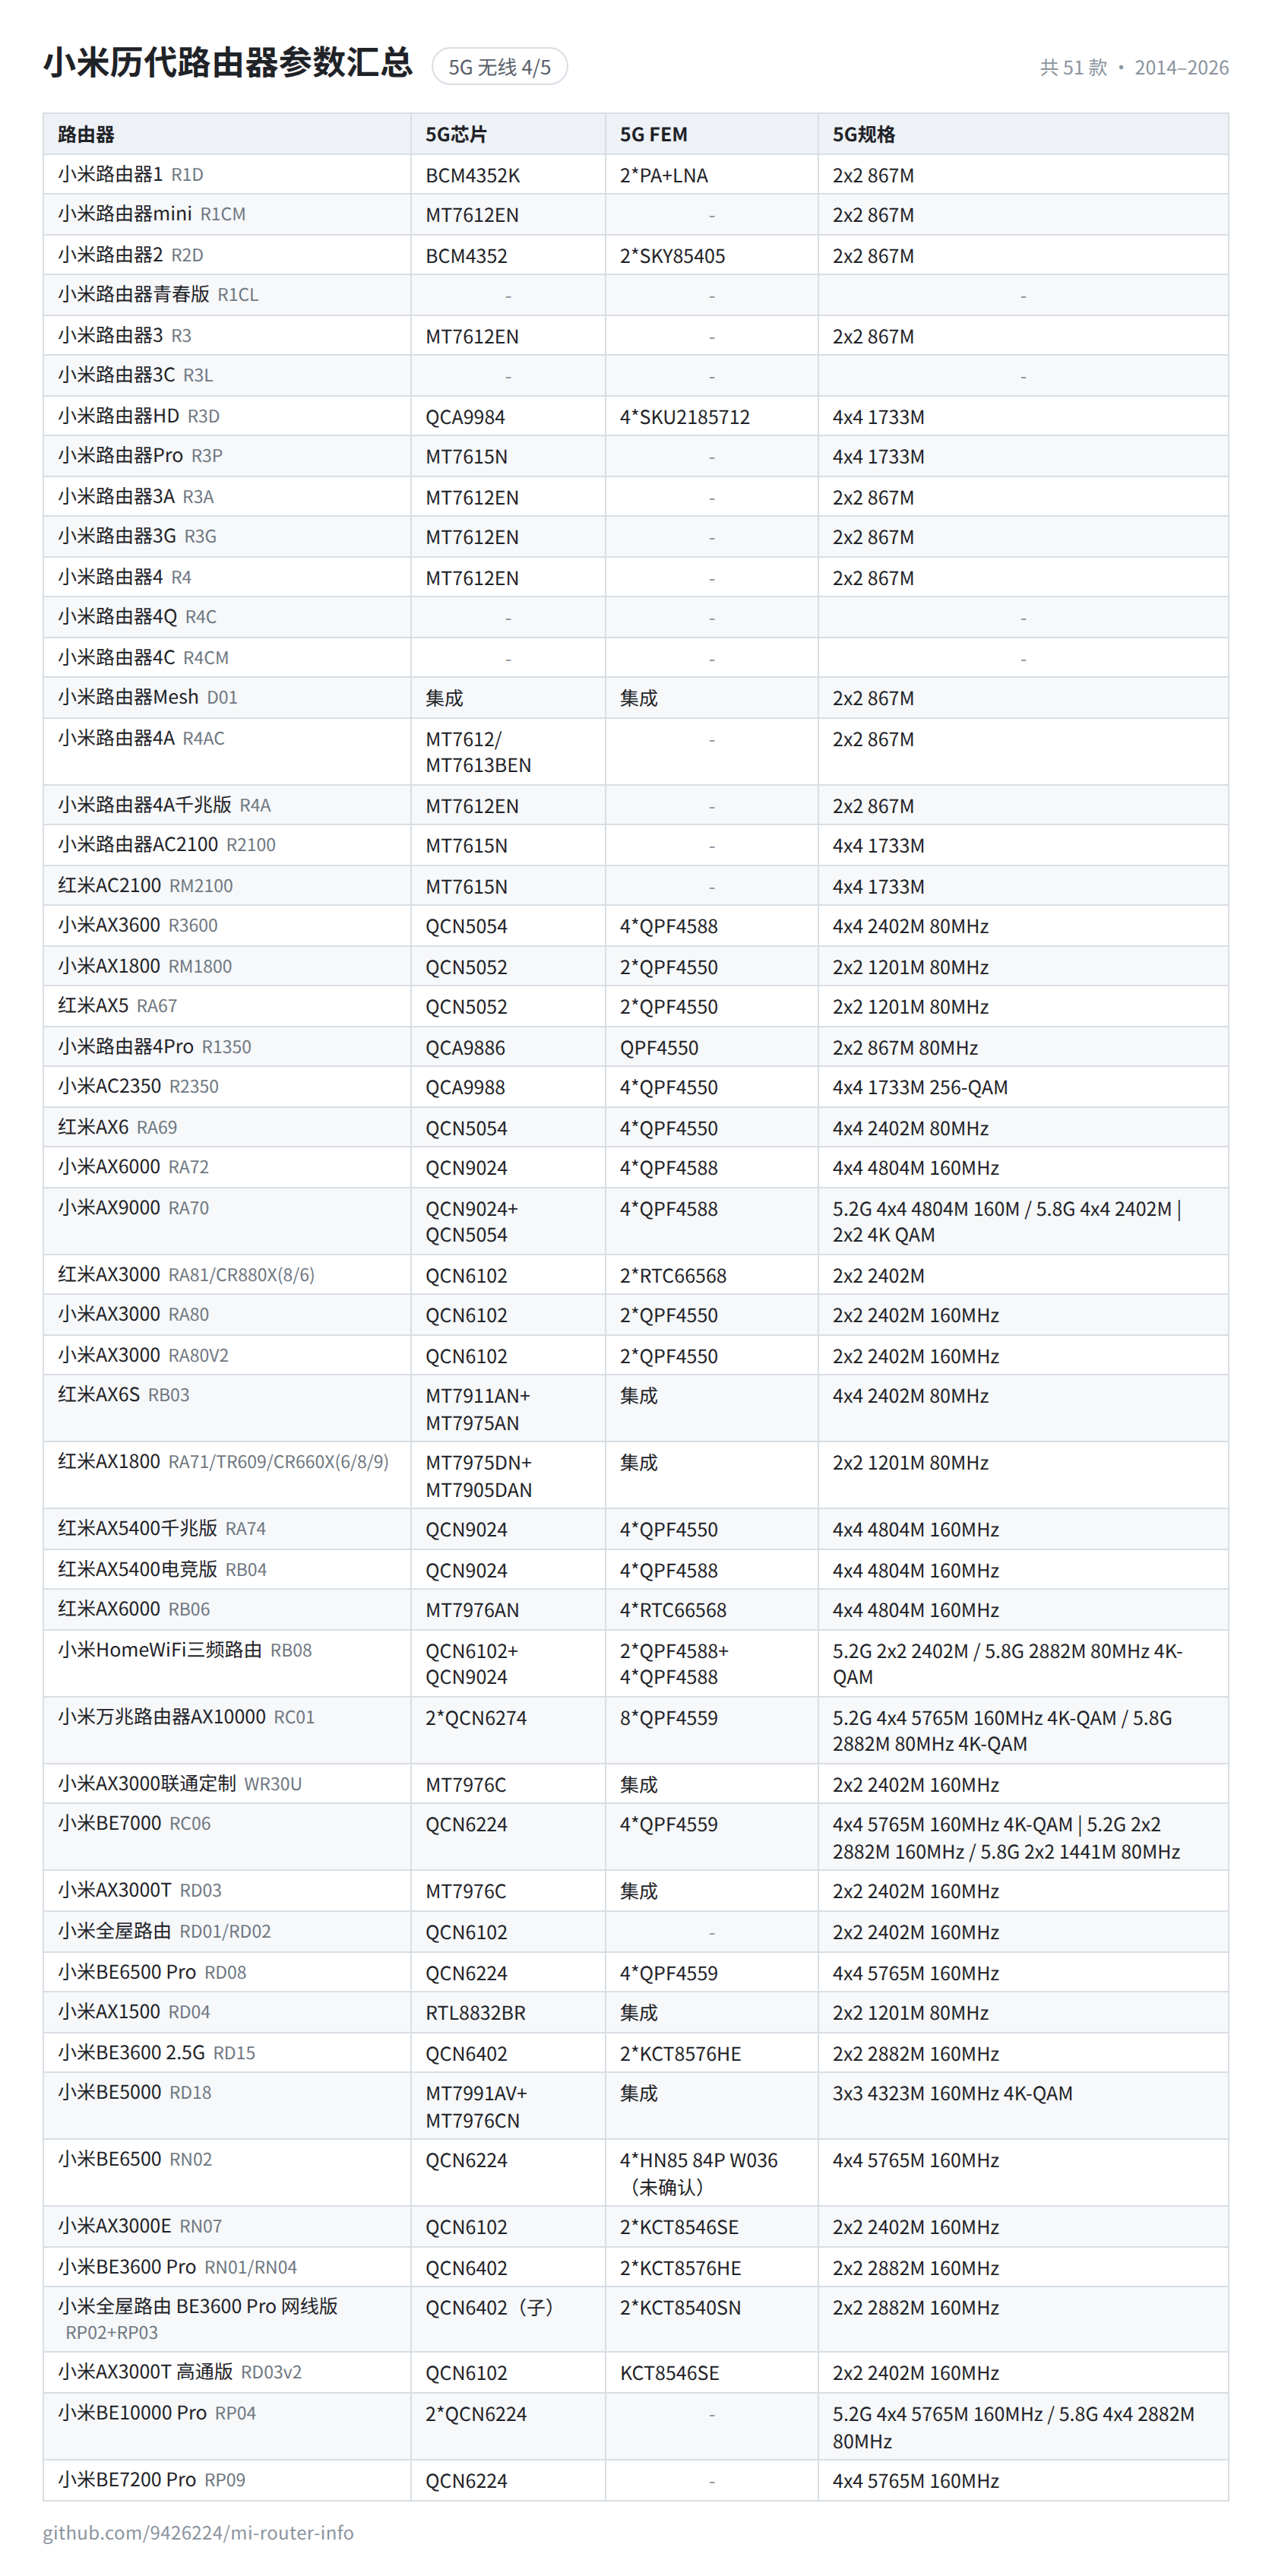 小米历代路由器参数汇总 5G 无线 4/5 共 51 款 • 2014–2026
路由器 5G芯片 5G FEM 5G规格
小米路由器1 R1D BCM4352K 2*PA+LNA 2x2 867M
小米路由器mini R1CM MT7612EN - 2x2 867M
小米路由器2 R2D BCM4352 2*SKY85405 2x2 867M
小米路由器青春版 R1CL - - -
小米路由器3 R3 MT7612EN - 2x2 867M
小米路由器3C R3L - - -
小米路由器HD R3D QCA9984 4*SKU2185712 4x4 1733M
小米路由器Pro R3P MT7615N - 4x4 1733M
小米路由器3A R3A MT7612EN - 2x2 867M
小米路由器3G R3G MT7612EN - 2x2 867M
小米路由器4 R4 MT7612EN - 2x2 867M
小米路由器4Q R4C - - -
小米路由器4C R4CM - - -
小米路由器Mesh D01 集成 集成 2x2 867M
小米路由器4A R4AC MT7612/ - 2x2 867M
MT7613BEN
小米路由器4A千兆版 R4A MT7612EN - 2x2 867M
小米路由器AC2100 R2100 MT7615N - 4x4 1733M
红米AC2100 RM2100 MT7615N - 4x4 1733M
小米AX3600 R3600 QCN5054 4*QPF4588 4x4 2402M 80MHz
小米AX1800 RM1800 QCN5052 2*QPF4550 2x2 1201M 80MHz
红米AX5 RA67 QCN5052 2*QPF4550 2x2 1201M 80MHz
小米路由器4Pro R1350 QCA9886 QPF4550 2x2 867M 80MHz
小米AC2350 R2350 QCA9988 4*QPF4550 4x4 1733M 256-QAM
红米AX6 RA69 QCN5054 4*QPF4550 4x4 2402M 80MHz
小米AX6000 RA72 QCN9024 4*QPF4588 4x4 4804M 160MHz
小米AX9000 RA70 QCN9024+ 4*QPF4588 5.2G 4x4 4804M 160M / 5.8G 4x4 2402M |
QCN5054 2x2 4K QAM
红米AX3000 RA81/CR880X(8/6) QCN6102 2*RTC66568 2x2 2402M
小米AX3000 RA80 QCN6102 2*QPF4550 2x2 2402M 160MHz
小米AX3000 RA80V2 QCN6102 2*QPF4550 2x2 2402M 160MHz
红米AX6S RB03 MT7911AN+ 集成 4x4 2402M 80MHz
MT7975AN
红米AX1800 RA71/TR609/CR660X(6/8/9) MT7975DN+ 集成 2x2 1201M 80MHz
MT7905DAN
红米AX5400千兆版 RA74 QCN9024 4*QPF4550 4x4 4804M 160MHz
红米AX5400电竞版 RB04 QCN9024 4*QPF4588 4x4 4804M 160MHz
红米AX6000 RB06 MT7976AN 4*RTC66568 4x4 4804M 160MHz
小米HomeWiFi三频路由 RB08 QCN6102+ 2*QPF4588+ 5.2G 2x2 2402M / 5.8G 2882M 80MHz 4K-
QCN9024 4*QPF4588 QAM
小米万兆路由器AX10000 RC01 2*QCN6274 8*QPF4559 5.2G 4x4 5765M 160MHz 4K-QAM / 5.8G
2882M 80MHz 4K-QAM
小米AX3000联通定制 WR30U MT7976C 集成 2x2 2402M 160MHz
小米BE7000 RC06 QCN6224 4*QPF4559 4x4 5765M 160MHz 4K-QAM | 5.2G 2x2
2882M 160MHz / 5.8G 2x2 1441M 80MHz
小米AX3000T RD03 MT7976C 集成 2x2 2402M 160MHz
小米全屋路由 RD01/RD02 QCN6102 - 2x2 2402M 160MHz
小米BE6500 Pro RD08 QCN6224 4*QPF4559 4x4 5765M 160MHz
小米AX1500 RD04 RTL8832BR 集成 2x2 1201M 80MHz
小米BE3600 2.5G RD15 QCN6402 2*KCT8576HE 2x2 2882M 160MHz
小米BE5000 RD18 MT7991AV+ 集成 3x3 4323M 160MHz 4K-QAM
MT7976CN
小米BE6500 RN02 QCN6224 4*HN85 84P W036 4x4 5765M 160MHz
（未确认）
小米AX3000E RN07 QCN6102 2*KCT8546SE 2x2 2402M 160MHz
小米BE3600 Pro RN01/RN04 QCN6402 2*KCT8576HE 2x2 2882M 160MHz
小米全屋路由 BE3600 Pro 网线版 QCN6402（子） 2*KCT8540SN 2x2 2882M 160MHz
RP02+RP03
小米AX3000T 高通版 RD03v2 QCN6102 KCT8546SE 2x2 2402M 160MHz
小米BE10000 Pro RP04 2*QCN6224 - 5.2G 4x4 5765M 160MHz / 5.8G 4x4 2882M
80MHz
小米BE7200 Pro RP09 QCN6224 - 4x4 5765M 160MHz
github.com/9426224/mi-router-info